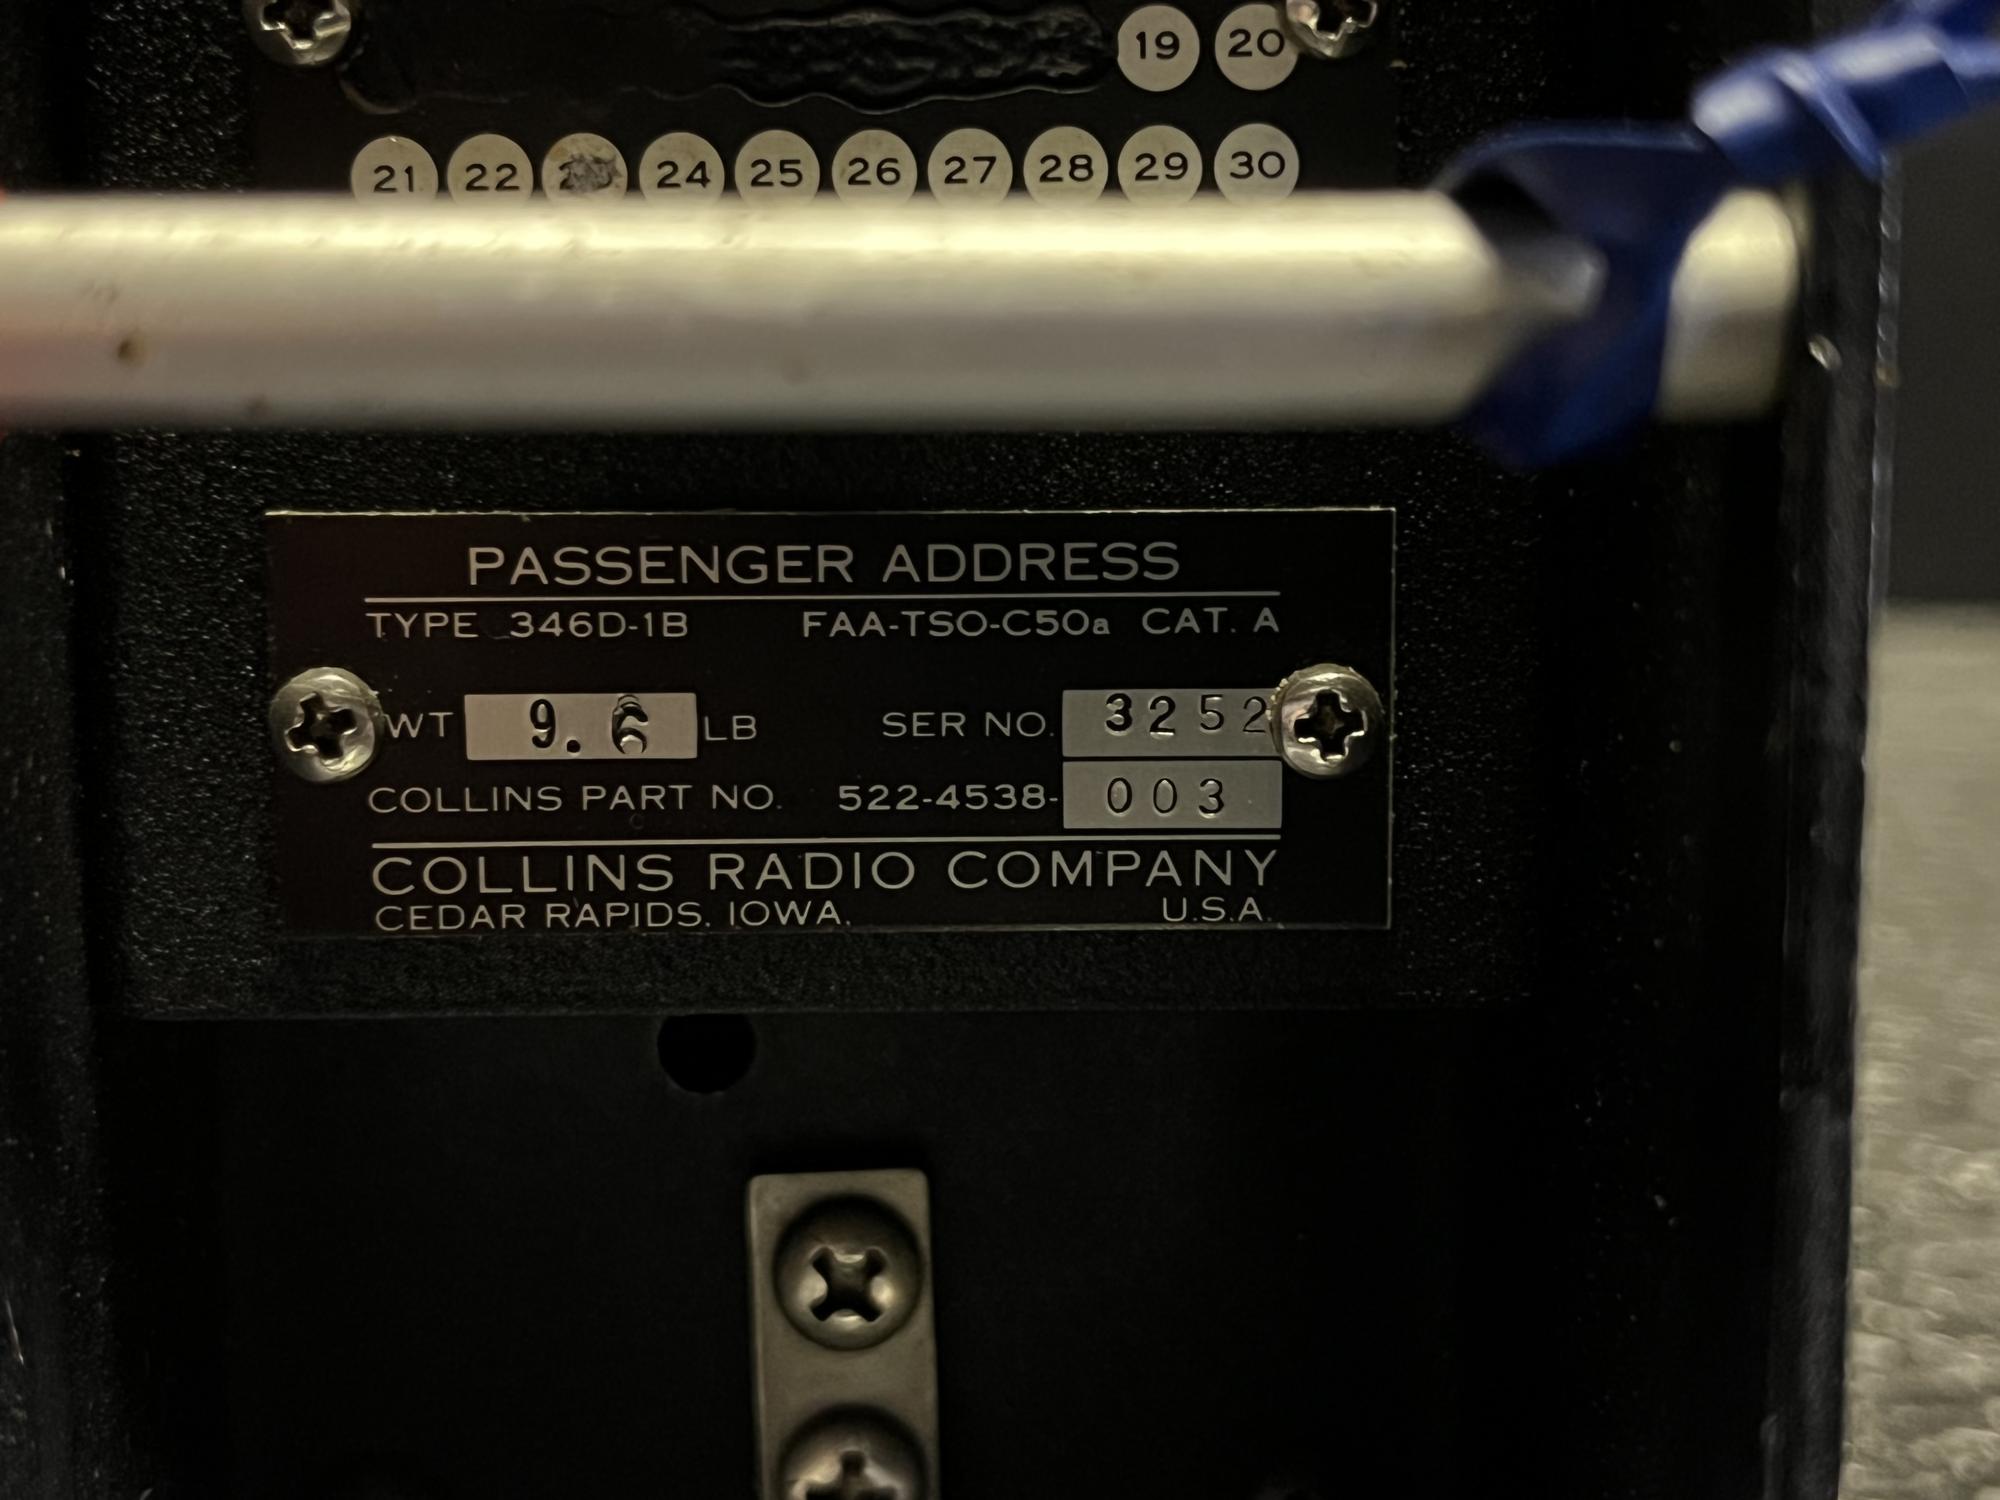 19 20
21 22 24 25 26 27 28 29 30
PASSENGER ADDRESS
TYPE 346D-1B FAA-TSO-C50a CAT. A
WT 9.6 LB SER NO. 3252
COLLINS PART NO. 522-4538-003
COLLINS RADIO COMPANY
CEDAR RAPIDS, IOWA, U.S.A.